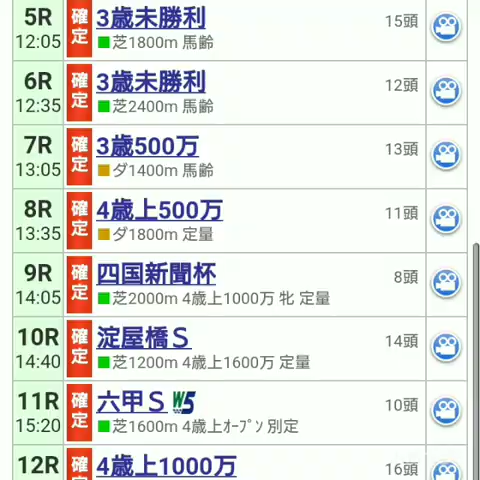 5R 確定 3歳未勝利 15頭
12:05 芝1800m 馬齢
6R 確定 3歳未勝利 12頭
12:35 芝2400m 馬齢
7R 確定 3歳500万 13頭
13:05 ダ1400m 馬齢
8R 確定 4歳上500万 11頭
13:35 ダ1800m 定量
9R 確定 四国新聞杯 8頭
14:05 芝2000m 4歳上1000万 牝 定量
10R 確定 淀屋橋S 14頭
14:40 芝1200m 4歳上1600万 定量
11R 確定 六甲S W5 10頭
15:20 芝1600m 4歳上ｵｰﾌﾟﾝ 別定
12R 確定 4歳上1000万 16頭